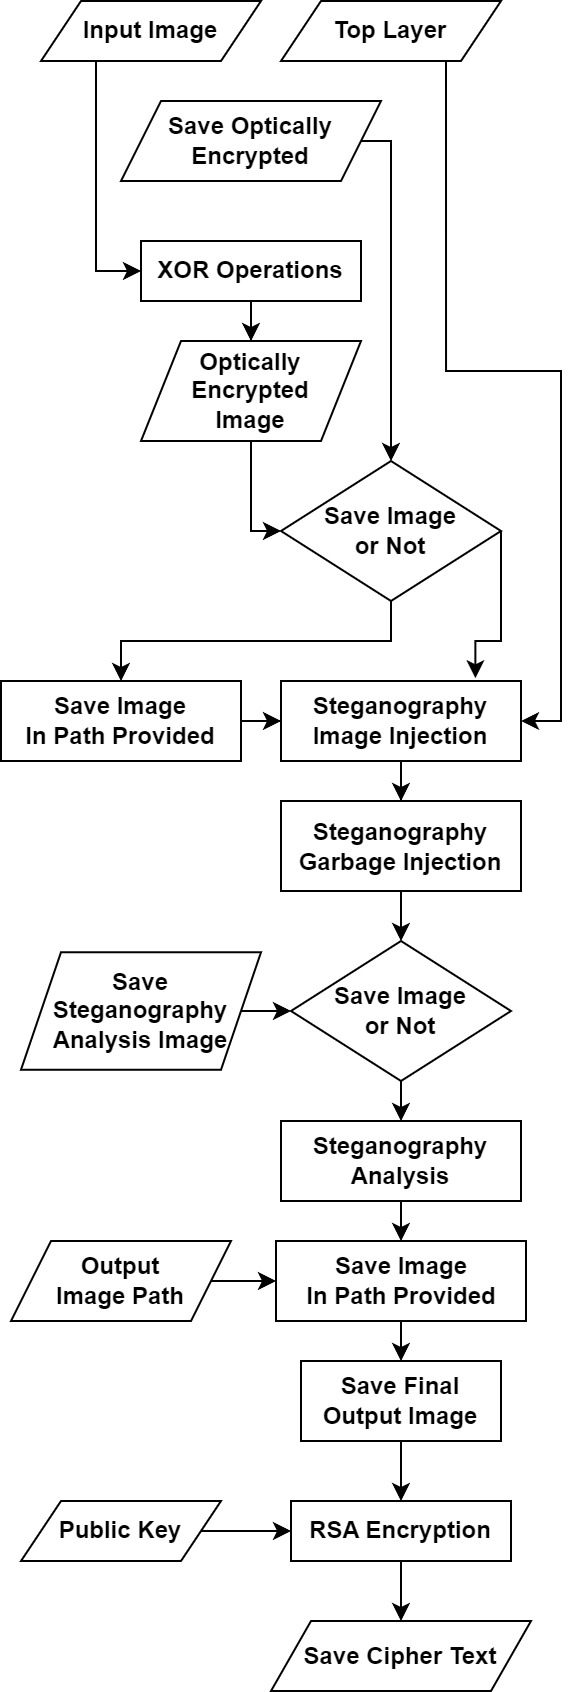 Input Image
Top Layer
Save Optically
Encrypted
XOR Operations
Optically
Encrypted
Image
Save Image
or Not
Save Image
In Path Provided
Steganography
Image Injection
Steganography
Garbage Injection
Save
Steganography
Analysis Image
Save Image
or Not
Steganography
Analysis
Output
Image Path
Save Image
In Path Provided
Save Final
Output Image
Public Key
RSA Encryption
Save Cipher Text